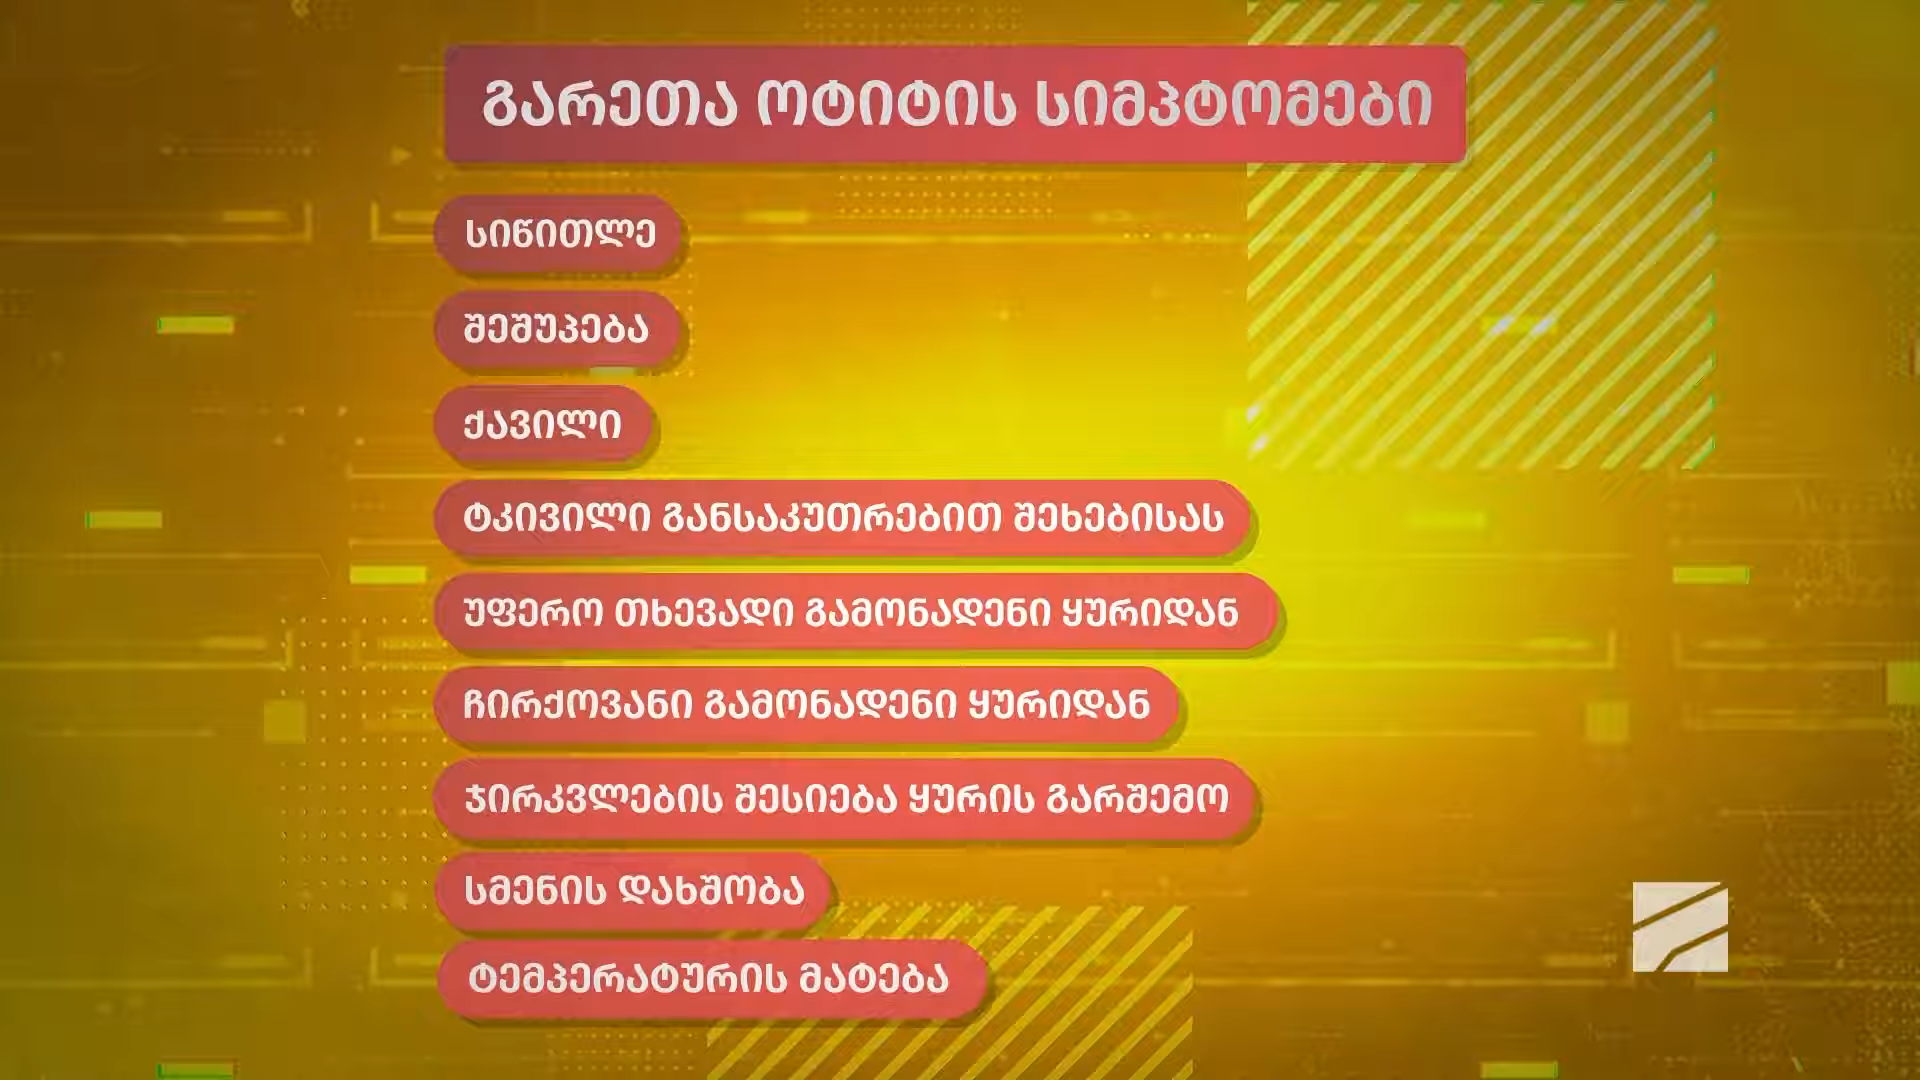 გარეთა ოტიტის სიმპტომები
სიწითლე
შეშუპება
ქავილი
ტკივილი განსაკუთრებით შეხებისას
უფერო თხევადი გამონადენი ყურიდან
ჩირქოვანი გამონადენი ყურიდან
ჯირკვლების შესიება ყურის გარშემო
სმენის დახშობა
ტემპერატურის მატება